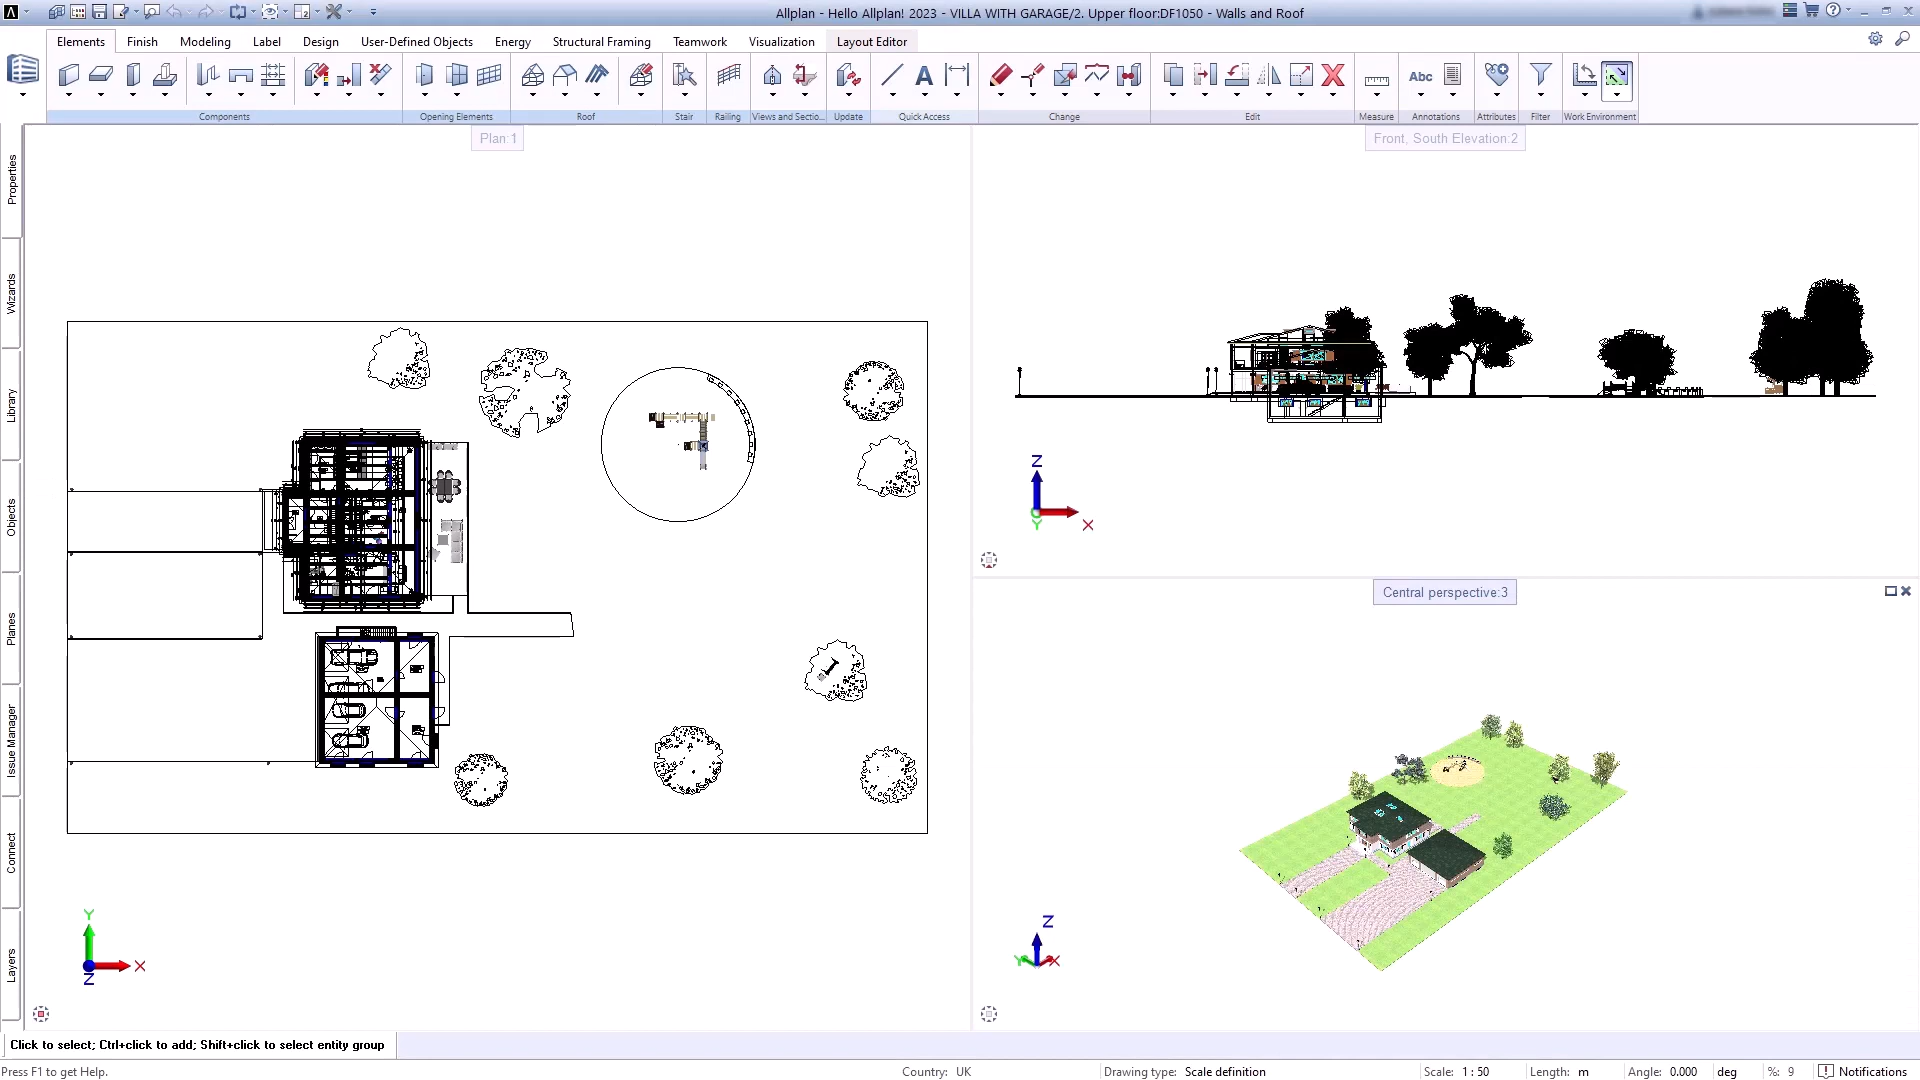 Allplan - Hello Allplan! 2023 - VILLA WITH GARAGE/2. Upper floor:DF1050 - Walls and Roof
Elements Finish Modeling Label Design User-Defined Objects Energy Structural Framing Teamwork Visualization Layout Editor
A Abc
Components Opening Elements Roof Stair Railing Views and Sectio... Update Quick Access Change Edit Measure Annotations Attributes Filter Work Environment
Plan:1
Front, South Elevation:2
Central perspective:3
Properties
Wizards
Library
Objects
Planes
Issue Manager
Connect
Layers
Z
Y
X
Z
Y
X
Y
X
Z
Click to select; Ctrl+click to add; Shift+click to select entity group
Press F1 to get Help. Country: UK Drawing type: Scale definition Scale: 1 : 50 Length: m Angle: 0.000 deg %: 9 Notifications